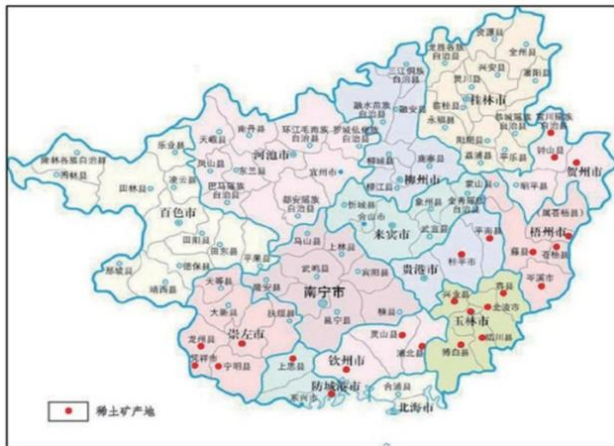 资源县
龙胜各族
自治县
全州县
三江侗族
自治县
兴安县
灌阳县
灵川县
融水苗族
自治县
融安县
临桂县
桂林市
永福县
恭城瑶族
自治县
富川瑶族
自治县
南丹县
天峨县
环江毛南族
自治县
罗城仫佬族
自治县
乐业县
河池市
阳朔县
钟山县
柳城县
鹿寨县
荔浦县
平乐县
贺州市
隆林各族自治县
凤山县
东兰县
宜州市
西林县
凌云县
田林县
巴马瑶族
自治县
柳江县
柳州市
蒙山县
昭平县
都安瑶族
自治县
忻城县
象州县
金秀瑶族
自治县
百色市
合山市
来宾市
武宣县
平南县
(属苍梧县)
梧州市
马山县
上林县
藤县
苍梧县
田阳县
田东县
平果县
桂平市
贵港市
德保县
武鸣县
宾阳县
岑溪市
靖西县
大新县
隆安县
南宁市
兴业县
容县
北流市
扶绥县
邕宁县
横县
玉林市
崇左市
龙州县
灵山县
陆川县
凭祥市
宁明县
上思县
钦州市
浦北县
博白县
防城港市
东兴市
合浦县
北海市
稀土矿产地